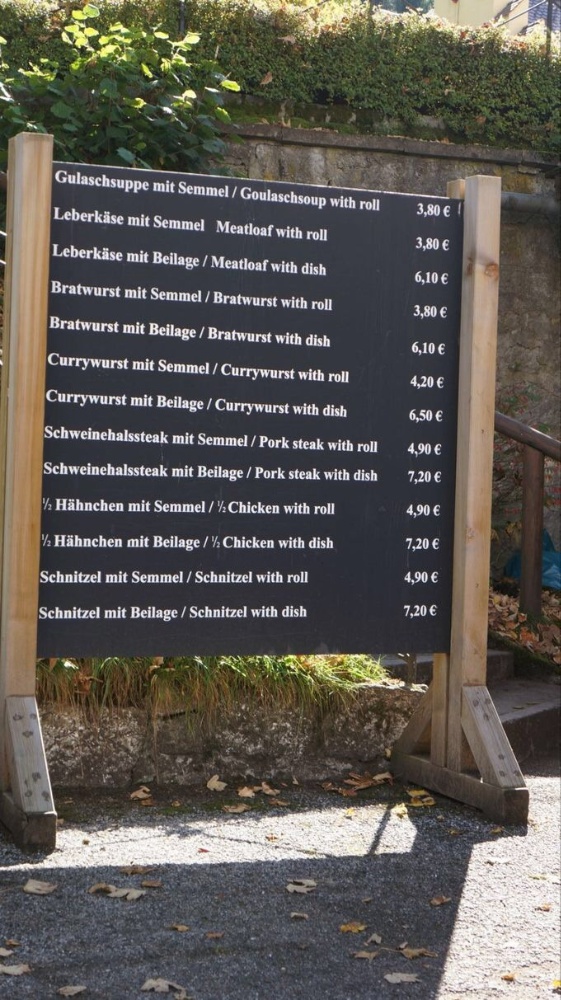 Gulaschsuppe mit Semmel / Goulaschsoup with roll 3,80 €
Leberkäse mit Semmel Meatloaf with roll 3,80 €
Leberkäse mit Beilage / Meatloaf with dish 6,10 €
Bratwurst mit Semmel / Bratwurst with roll 3,80 €
Bratwurst mit Beilage / Bratwurst with dish 6,10 €
Currywurst mit Semmel / Currywurst with roll 4,20 €
Currywurst mit Beilage / Currywurst with dish 6,50 €
Schweinehalssteak mit Semmel / Pork steak with roll 4,90 €
Schweinehalssteak mit Beilage / Pork steak with dish 7,20 €
½ Hähnchen mit Semmel / ½ Chicken with roll 4,90 €
½ Hähnchen mit Beilage / ½ Chicken with dish 7,20 €
Schnitzel mit Semmel / Schnitzel with roll 4,90 €
Schnitzel mit Beilage / Schnitzel with dish 7,20 €